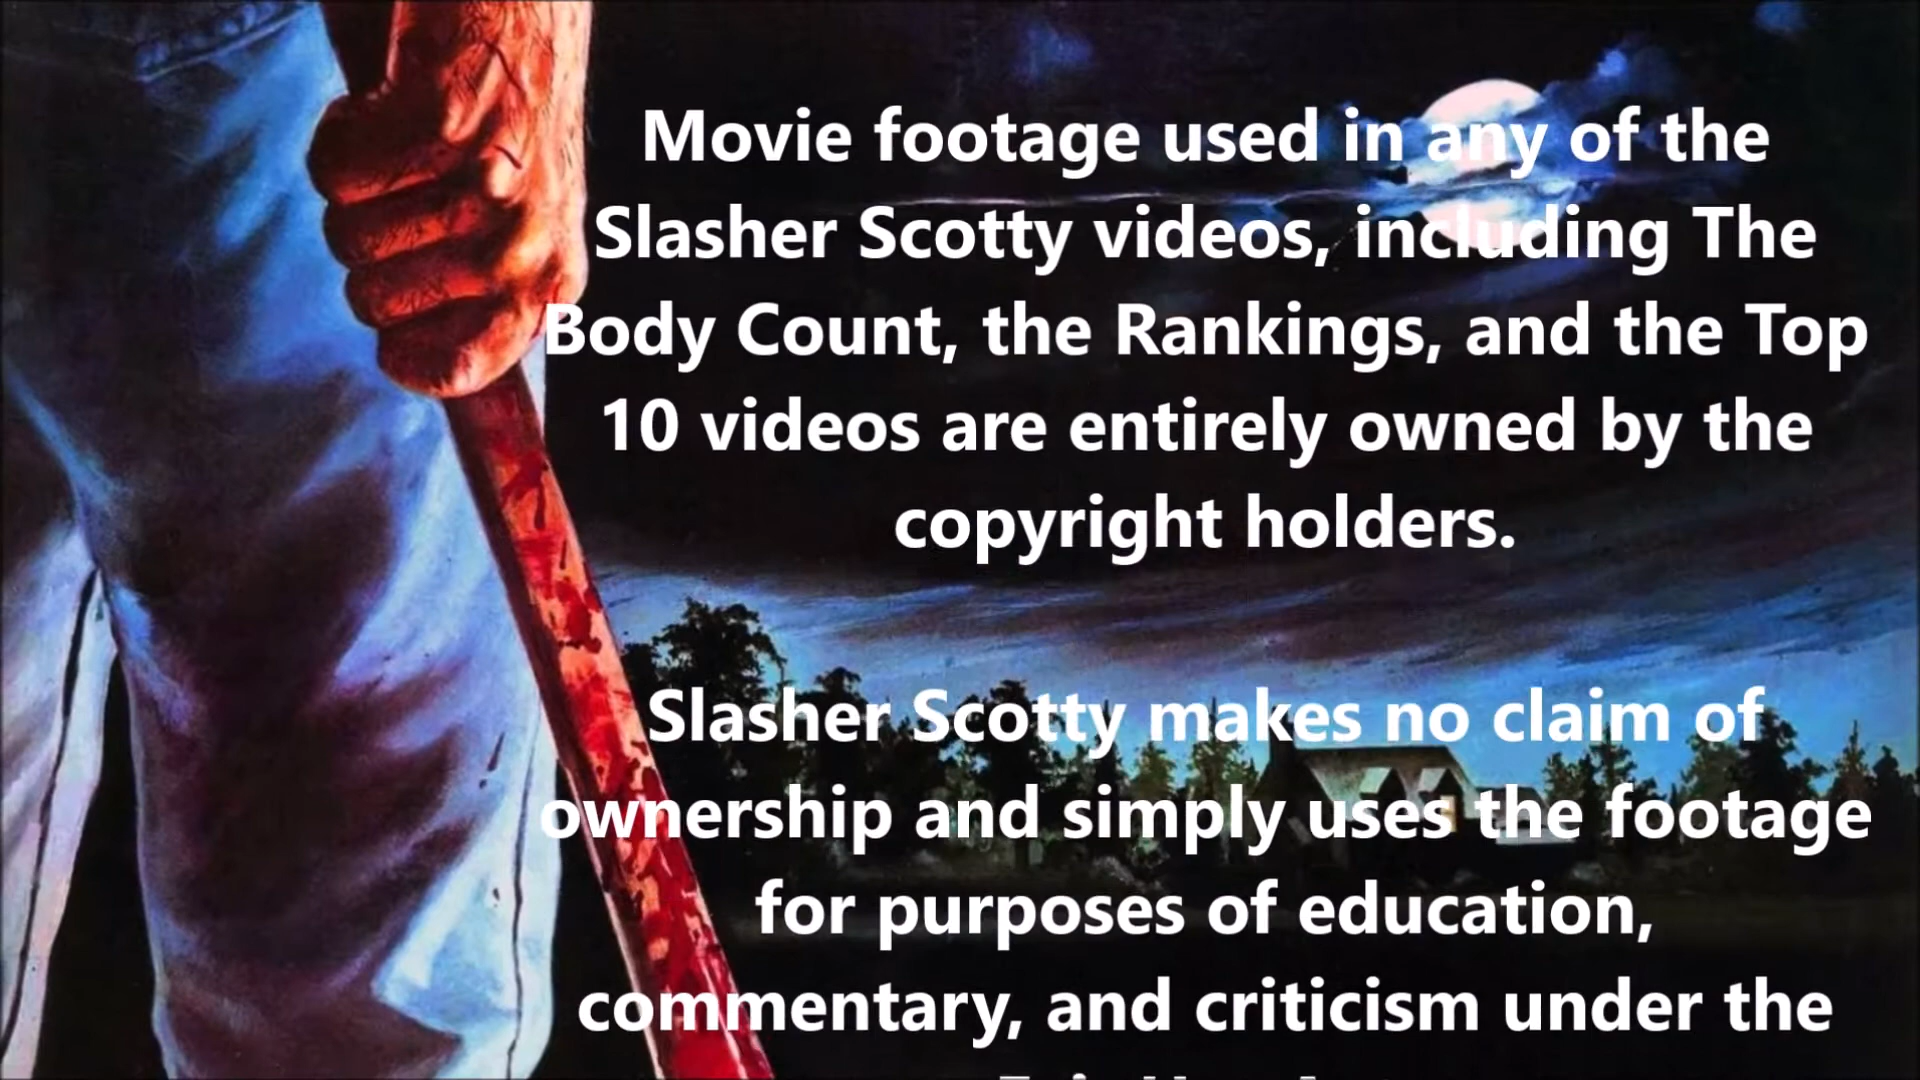 Movie footage used in any of the
Slasher Scotty videos, including The
Body Count, the Rankings, and the Top
10 videos are entirely owned by the
copyright holders.
Slasher Scotty makes no claim of
ownership and simply uses the footage
for purposes of education,
commentary, and criticism under the